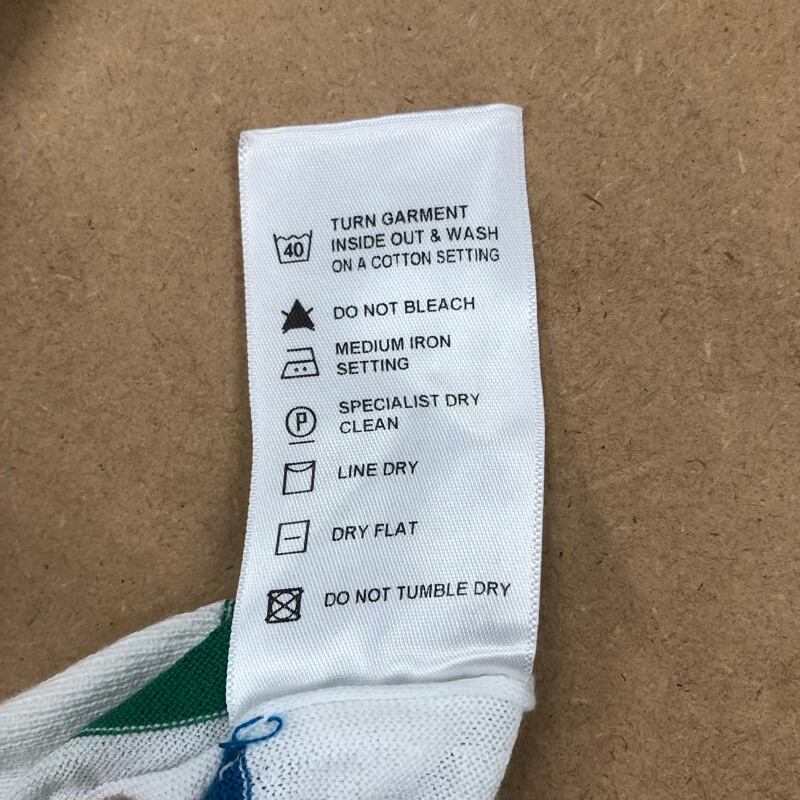 40
TURN GARMENT
INSIDE OUT & WASH
ON A COTTON SETTING
DO NOT BLEACH
MEDIUM IRON
SETTING
P
SPECIALIST DRY
CLEAN
LINE DRY
DRY FLAT
DO NOT TUMBLE DRY